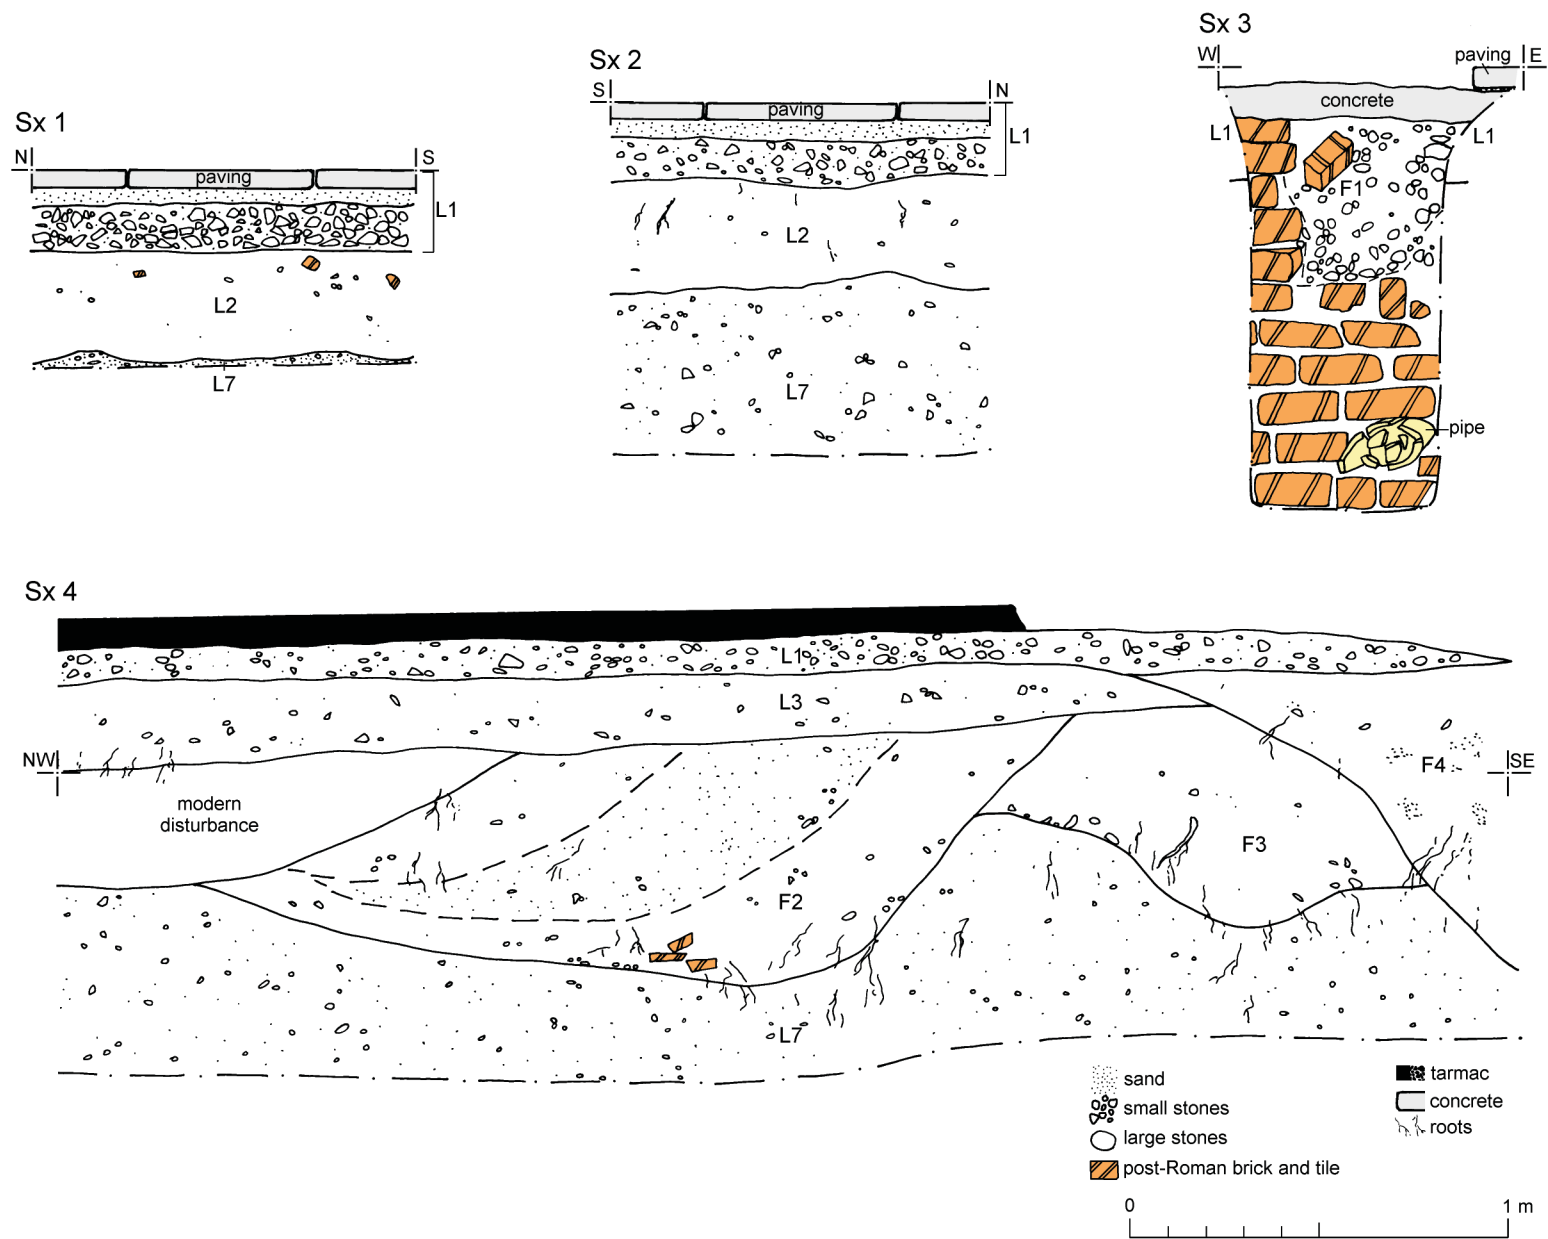 Sx 1
N
S
paving
L1
L2
L7
Sx 2
S
N
paving
L1
L2
L7
Sx 3
W
paving
E
concrete
L1
L1
F1
pipe
Sx 4
L1
L3
NW
SE
F4
modern
disturbance
F3
F2
L7
sand
small stones
large stones
post-Roman brick and tile
tarmac
concrete
roots
0
1 m